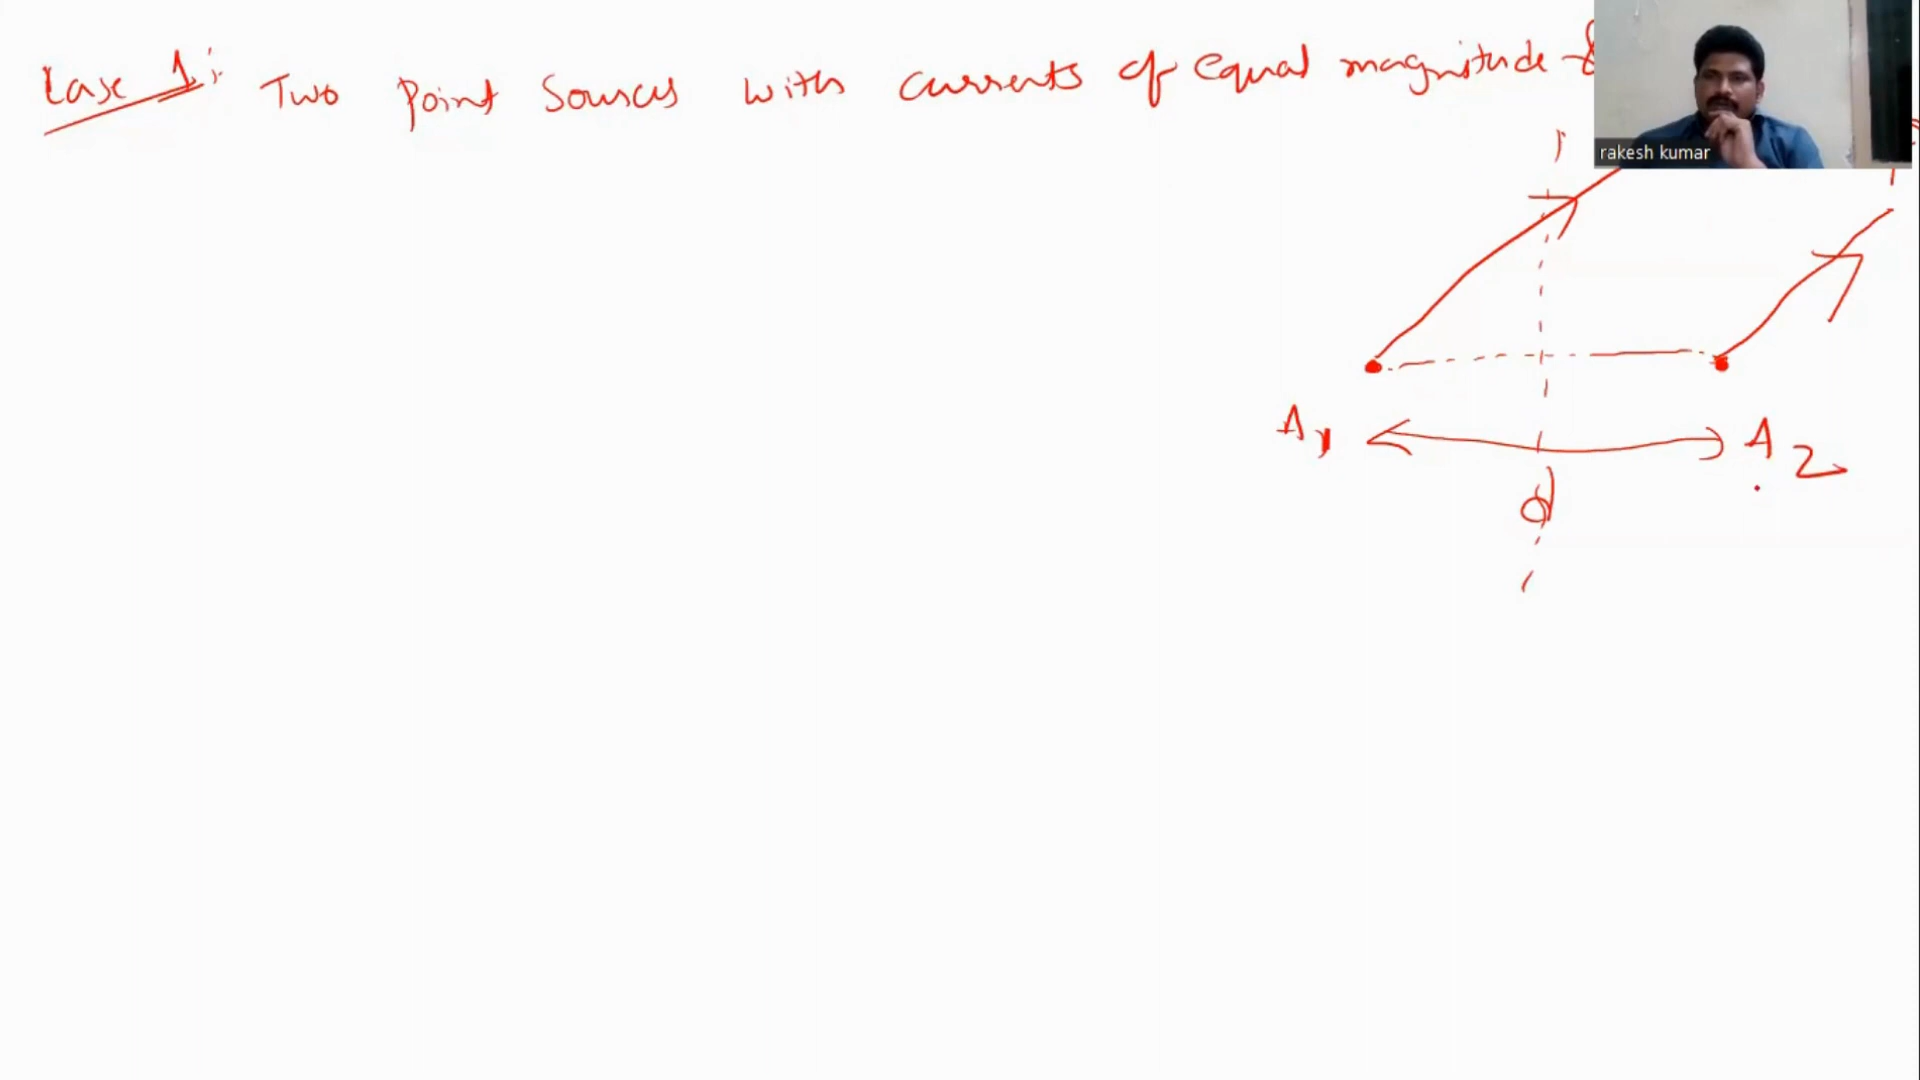 Case 1: Two Point Sources with currents of equal magnitude &
rakesh kumar
A1 A2
d